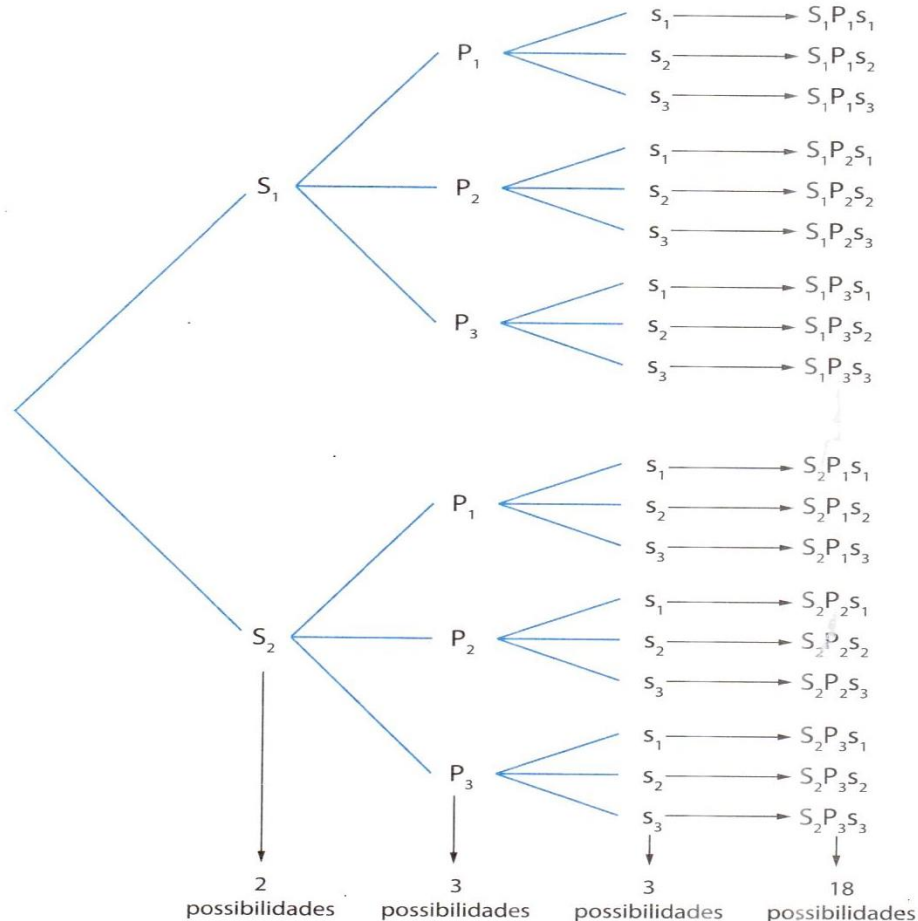 s₁ S₁P₁s₁
P₁ s₂ S₁P₁s₂
s₃ S₁P₁s₃
s₁ S₁P₂s₁
S₁ P₂ s₂ S₁P₂s₂
s₃ S₁P₂s₃
s₁ S₁P₃s₁
P₃ s₂ S₁P₃s₂
s₃ S₁P₃s₃
s₁ S₂P₁s₁
P₁ s₂ S₂P₁s₂
s₃ S₂P₁s₃
s₁ S₂P₂s₁
S₂ P₂ s₂ S₂P₂s₂
s₃ S₂P₂s₃
s₁ S₂P₃s₁
P₃ s₂ S₂P₃s₂
s₃ S₂P₃s₃
2 3 3 18
possibilidades possibilidades possibilidades possibilidades